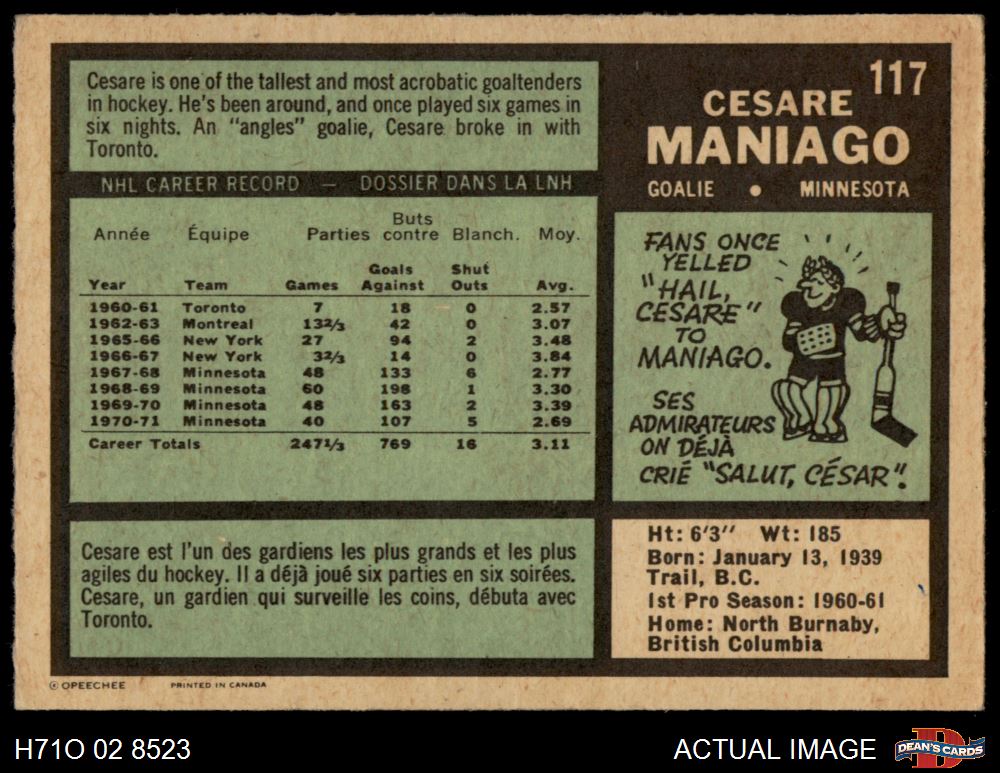 Cesare is one of the tallest and most acrobatic goaltenders
in hockey. He's been around, and once played six games in
six nights. An "angles" goalie, Cesare broke in with
Toronto.
117
CESARE
MANIAGO
GOALIE • MINNESOTA
NHL CAREER RECORD — DOSSIER DANS LA LNH
Année Équipe Parties Buts contre Blanch. Moy.
Year Team Games Goals Against Shut Outs Avg.
1960-61 Toronto 7 18 0 2.57
1962-63 Montreal 132/3 42 0 3.07
1965-66 New York 27 94 2 3.48
1966-67 New York 32/3 14 0 3.84
1967-68 Minnesota 48 133 6 2.77
1968-69 Minnesota 60 198 1 3.30
1969-70 Minnesota 48 163 2 3.39
1970-71 Minnesota 40 107 5 2.69
Career Totals 2471/3 769 16 3.11
FANS ONCE
YELLED
"HAIL,
CESARE"
TO
MANIAGO.
SES
ADMIRATEURS
ON DÉJÀ
CRIÉ "SALUT, CÉSAR".
Cesare est l'un des gardiens les plus grands et les plus
agiles du hockey. Il a déjà joué six parties en six soirées.
Cesare, un gardien qui surveille les coins, débuta avec
Toronto.
Ht: 6'3" Wt: 185
Born: January 13, 1939
Trail, B.C.
1st Pro Season: 1960-61
Home: North Burnaby,
British Columbia
© OPEECHEE PRINTED IN CANADA
H71O 02 8523
ACTUAL IMAGE
D
DEAN'S CARDS